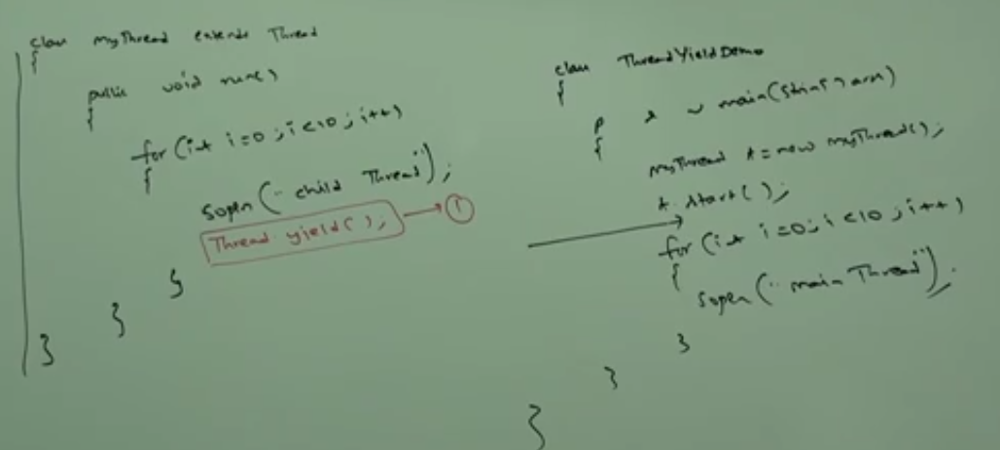 class myThread extends Thread
{
public void run()
{
for (int i=0; i<10; i++)
{
sopln("child Thread");
Thread.yield(); → ①
}
}
}
class ThreadYieldDemo
{
p s v main(String[] args)
{
myThread t = new myThread();
t.start();
for (int i=0; i<10; i++)
{
sopln("main Thread");
}
}
}